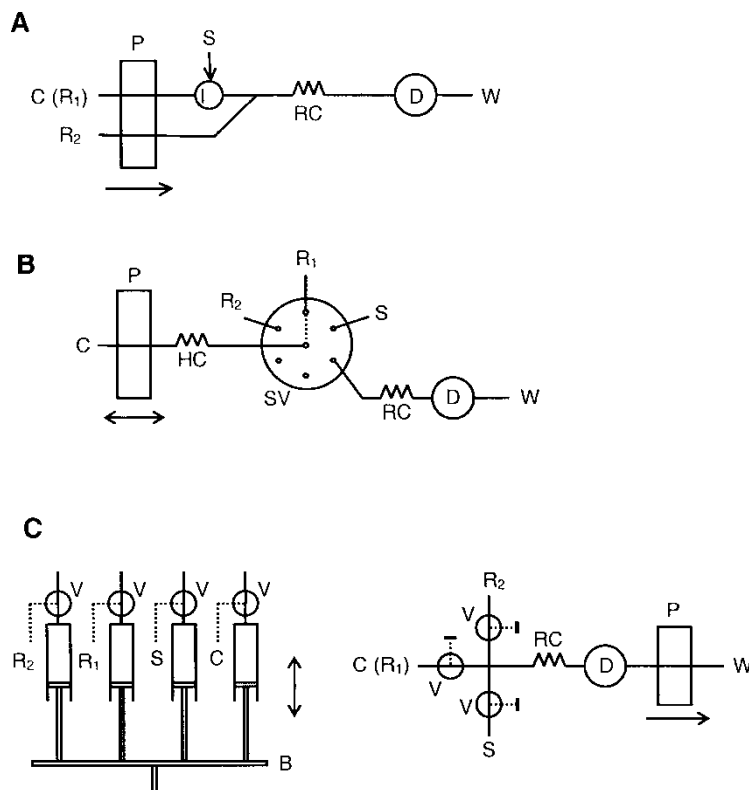 A
S
P
C (R₁)
I
D
W
RC
R₂
B
R₁
P
R₂
S
C
HC
SV
RC
D
W
C
V V V V
R₂ R₁ S C
B
R₂
P
V
RC
C (R₁)
D
W
V
V
S